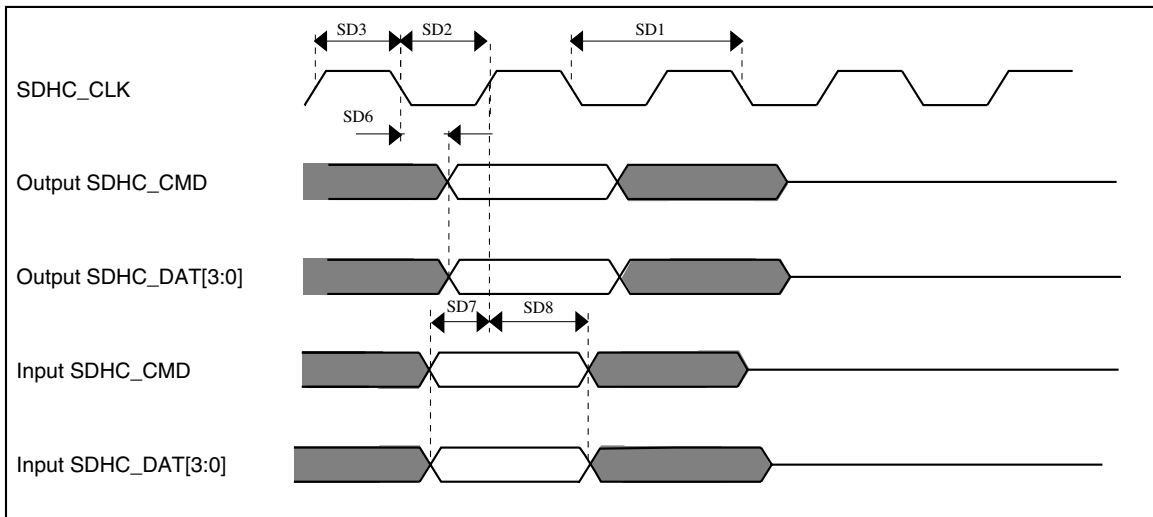 SD3
SD2
SD1
SDHC_CLK
SD6
Output SDHC_CMD
Output SDHC_DAT[3:0]
SD7
SD8
Input SDHC_CMD
Input SDHC_DAT[3:0]